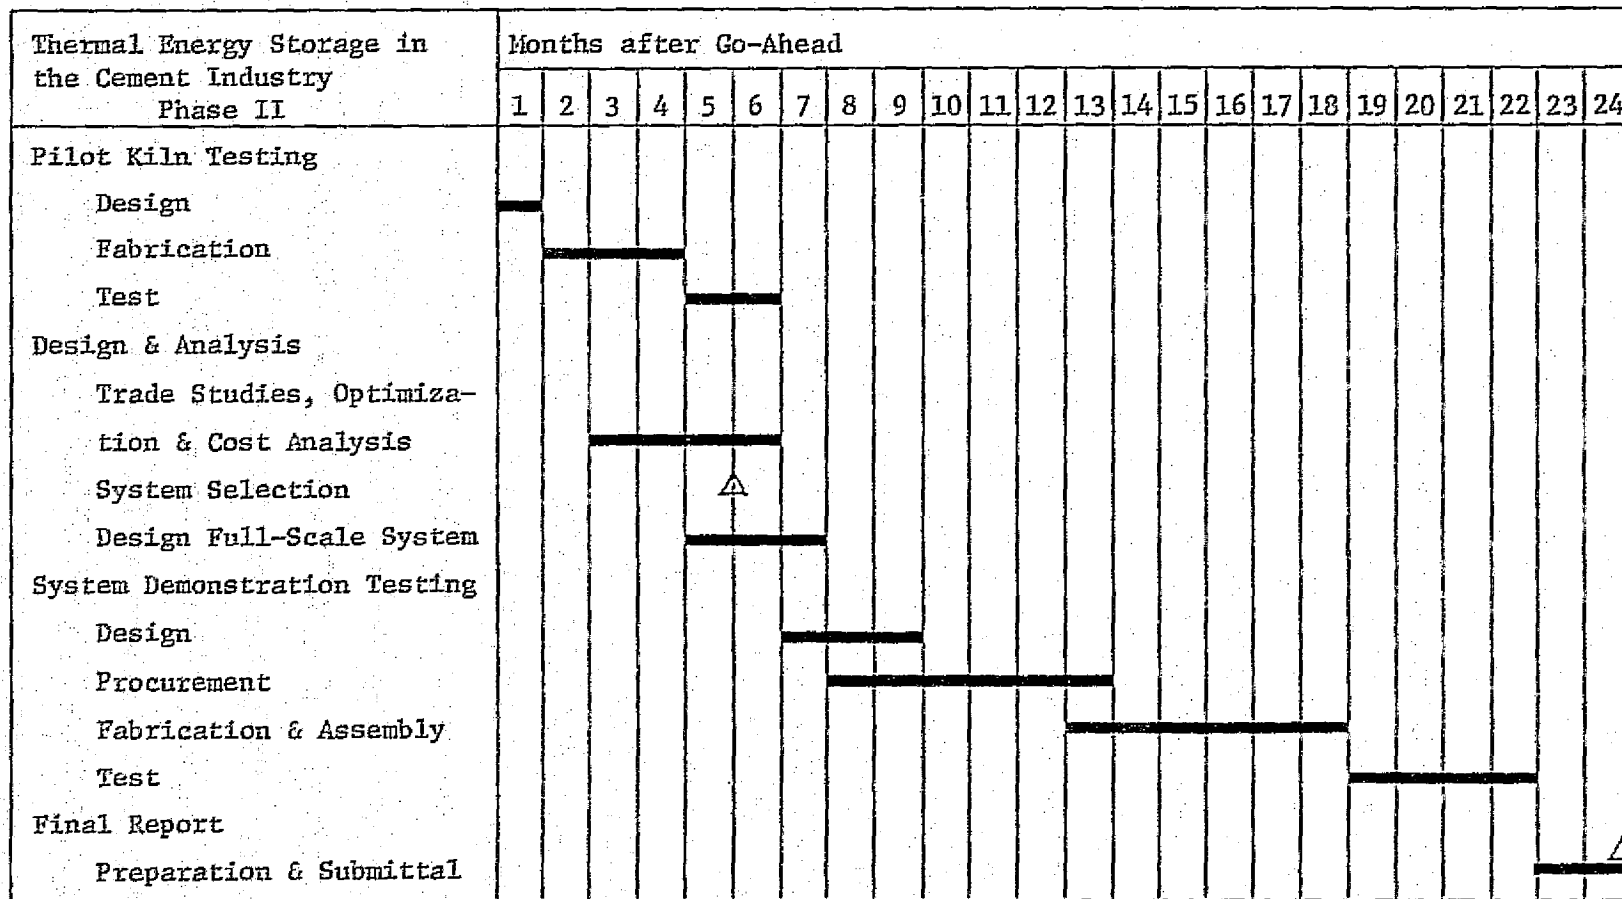 Thermal Energy Storage in
the Cement Industry
Phase II
Months after Go-Ahead
1 2 3 4 5 6 7 8 9 10 11 12 13 14 15 16 17 18 19 20 21 22 23 24
Pilot Kiln Testing
Design
Fabrication
Test
Design & Analysis
Trade Studies, Optimiza-
tion & Cost Analysis
System Selection
Design Full-Scale System
System Demonstration Testing
Design
Procurement
Fabrication & Assembly
Test
Final Report
Preparation & Submittal